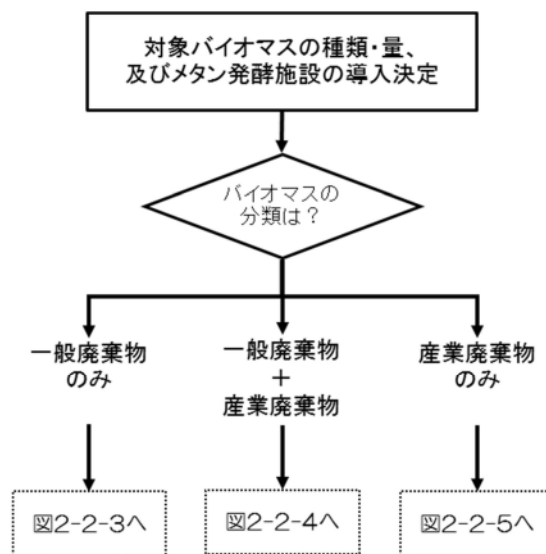 対象バイオマスの種類・量、
及びメタン発酵施設の導入決定
バイオマスの
分類は？
一般廃棄物
のみ
一般廃棄物
＋
産業廃棄物
産業廃棄物
のみ
図2-2-3へ
図2-2-4へ
図2-2-5へ